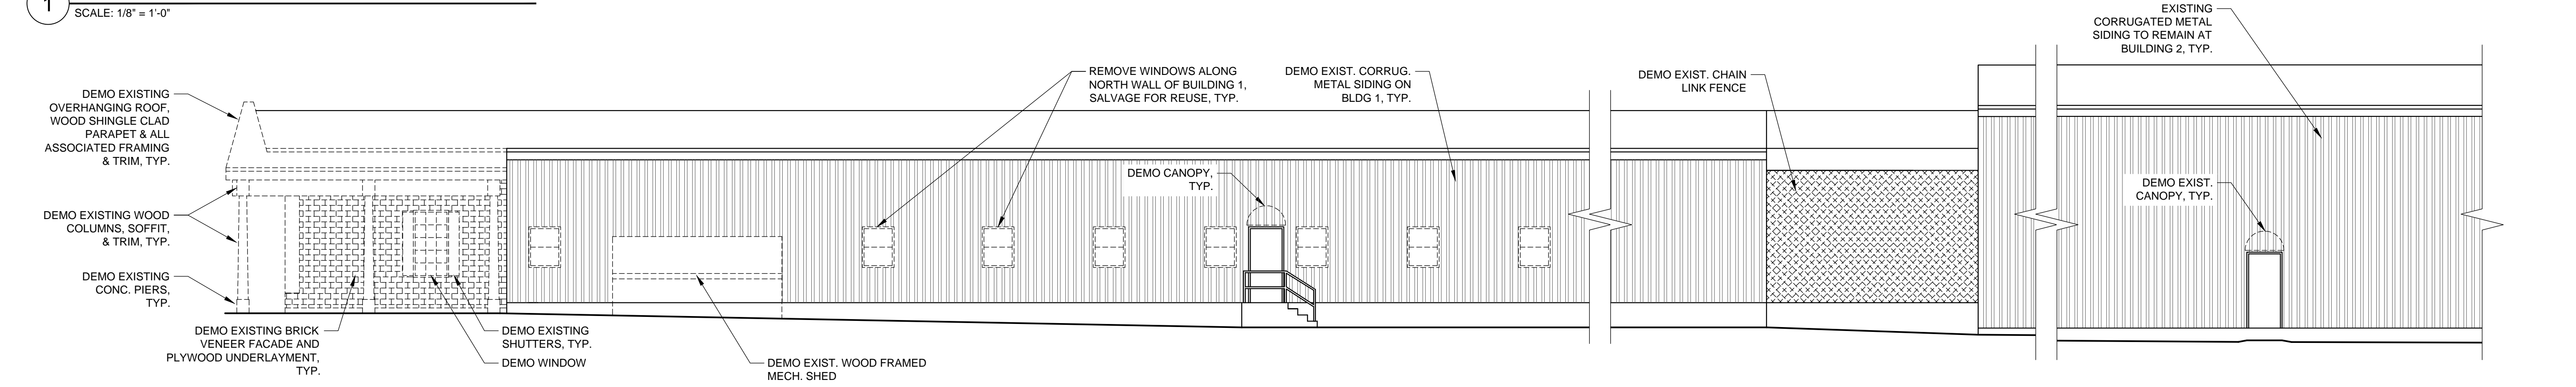 1
SCALE: 1/8" = 1'-0"
DEMO EXISTING
OVERHANGING ROOF,
WOOD SHINGLE CLAD
PARAPET & ALL
ASSOCIATED FRAMING
& TRIM, TYP.
DEMO EXISTING WOOD
COLUMNS, SOFFIT,
& TRIM, TYP.
DEMO EXISTING
CONC. PIERS,
TYP.
DEMO EXISTING BRICK
VENEER FACADE AND
PLYWOOD UNDERLAYMENT,
TYP.
DEMO EXISTING
SHUTTERS, TYP.
DEMO WINDOW
DEMO EXIST. WOOD FRAMED
MECH. SHED
REMOVE WINDOWS ALONG
NORTH WALL OF BUILDING 1,
SALVAGE FOR REUSE, TYP.
DEMO CANOPY,
TYP.
DEMO EXIST. CORRUG.
METAL SIDING ON
BLDG 1, TYP.
DEMO EXIST. CHAIN
LINK FENCE
EXISTING
CORRUGATED METAL
SIDING TO REMAIN AT
BUILDING 2, TYP.
DEMO EXIST.
CANOPY, TYP.